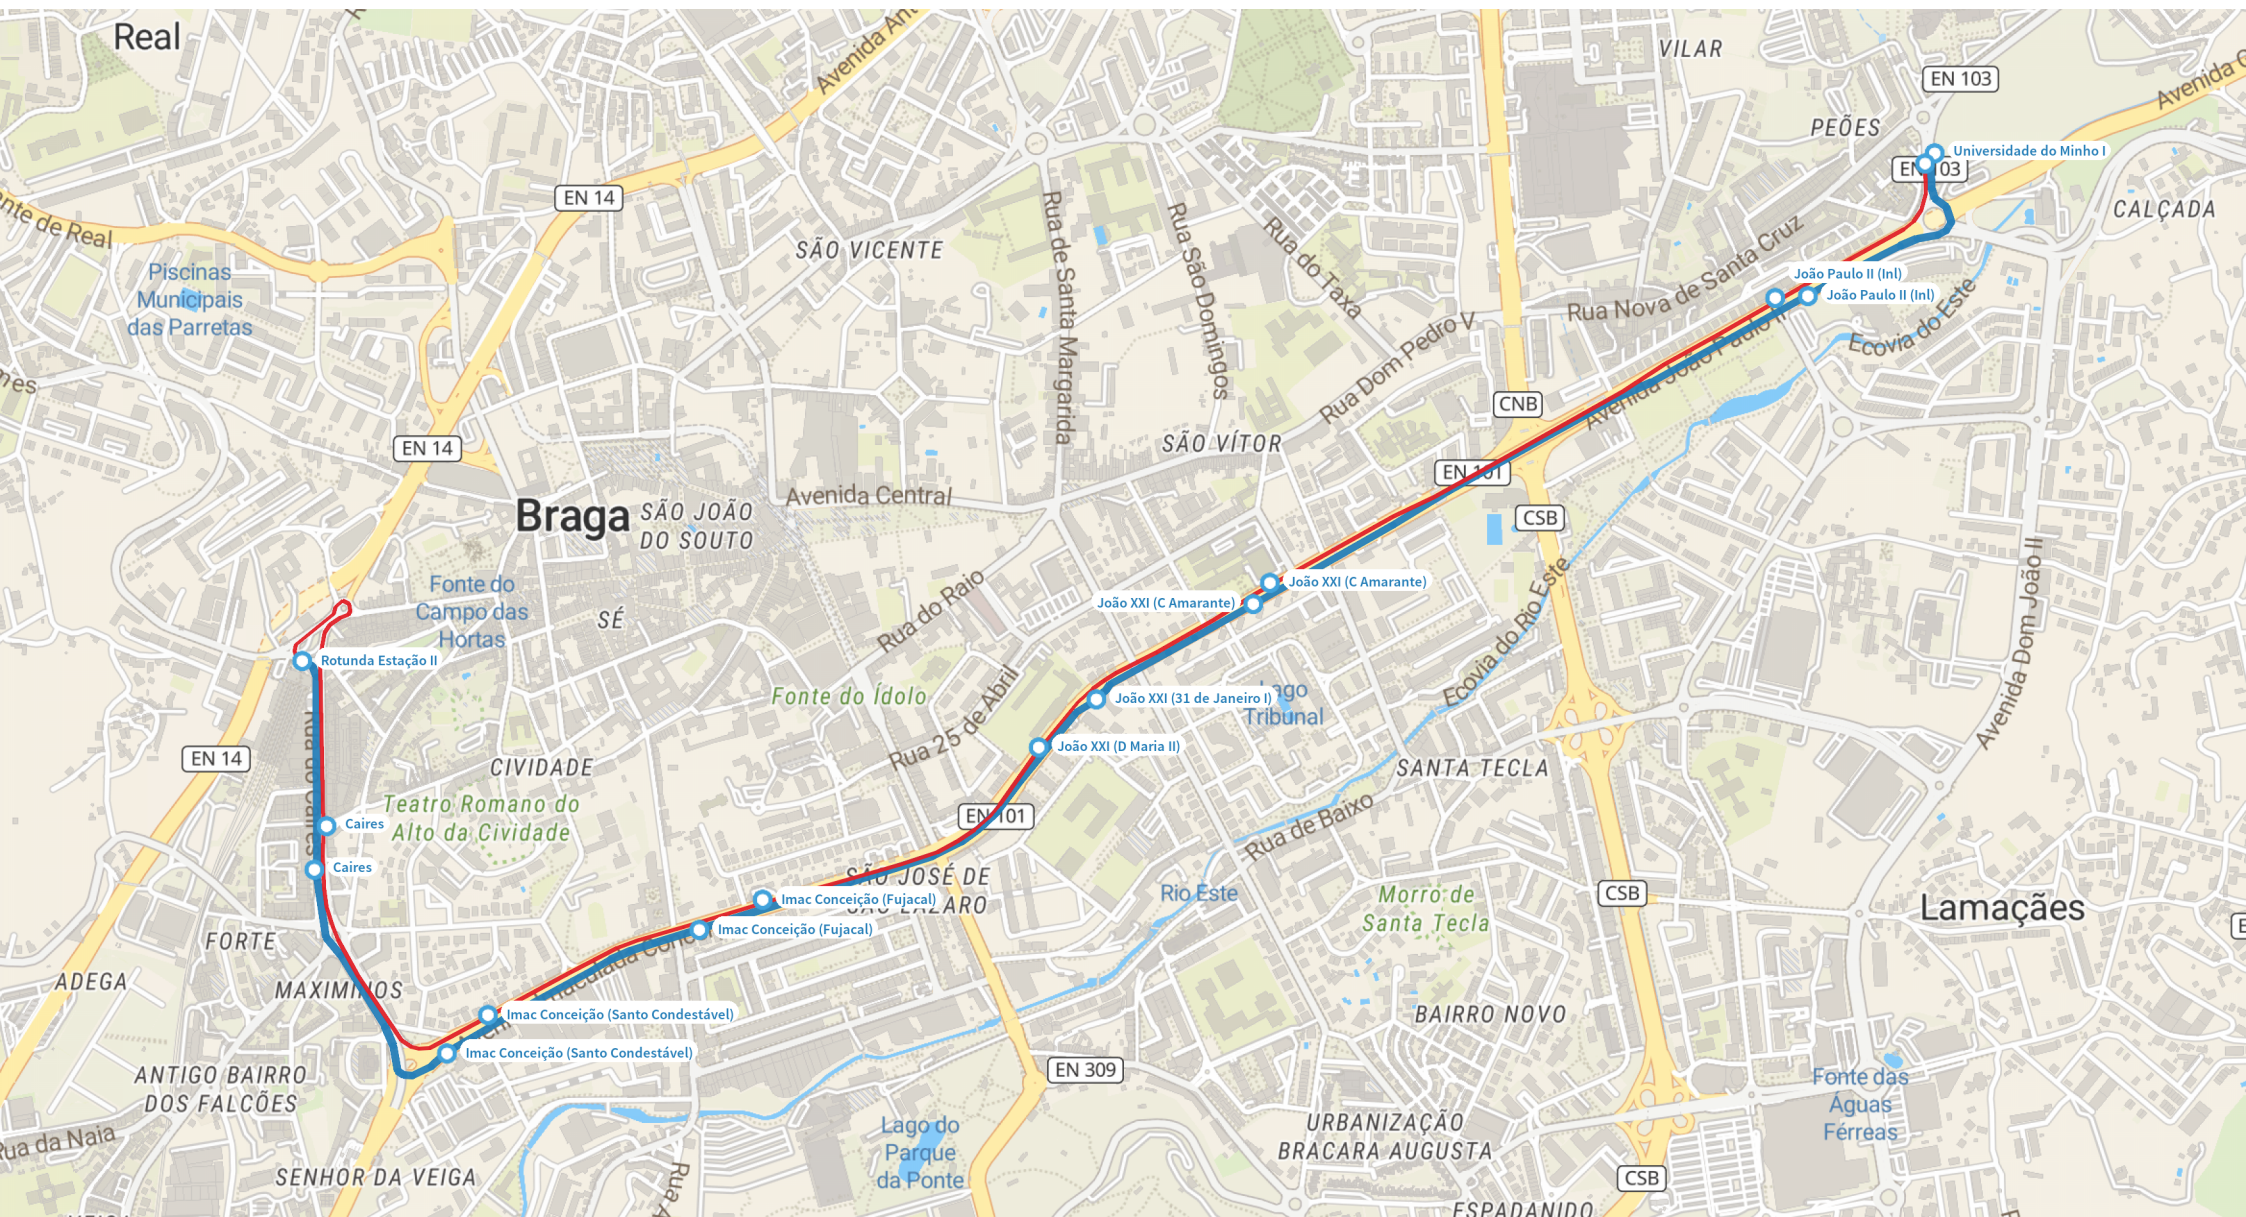 Real
VILAR
EN 103
PEÕES
Universidade do Minho I
EN 103
EN 14
CALÇADA
SÃO VICENTE
Rua de Santa Margarida
Rua São Domingos
Rua do Taxa
Rua Nova de Santa Cruz
João Paulo II (Inl)
João Paulo II (Inl)
Piscinas
Municipais
das Parretas
Rua Dom Pedro V
Avenida João Paulo II
Ecovia do Este
CNB
EN 14
SÃO VÍTOR
EN 101
Avenida Central
Braga
SÃO JOÃO
DO SOUTO
CSB
Fonte do
Campo das
Hortas
SÉ
Rua do Raio
João XXI (C Amarante)
João XXI (C Amarante)
Ecovia do Rio Este
Avenida Dom João II
Rotunda Estação II
Fonte do Ídolo
Rua 25 de Abril
João XXI (31 de Janeiro I)
Lago
Tribunal
João XXI (D Maria II)
EN 14
CIVIDADE
SANTA TECLA
Teatro Romano do
Alto da Cividade
Caires
Caires
EN 101
Rua de Baixo
SÃO JOSÉ DE
SÃO LÁZARO
Imac Conceição (Fujacal)
Imac Conceição (Fujacal)
Rio Este
Morro de
Santa Tecla
CSB
Lamaçães
FORTE
ADEGA
MAXIMINOS
Imac Conceição (Santo Condestável)
Imac Conceição (Santo Condestável)
BAIRRO NOVO
ANTIGO BAIRRO
DOS FALCÕES
EN 309
Fonte das
Águas
Férreas
Rua da Naia
Lago do
Parque
da Ponte
URBANIZAÇÃO
BRACARA AUGUSTA
SENHOR DA VEIGA
CSB
ESPADANIDO